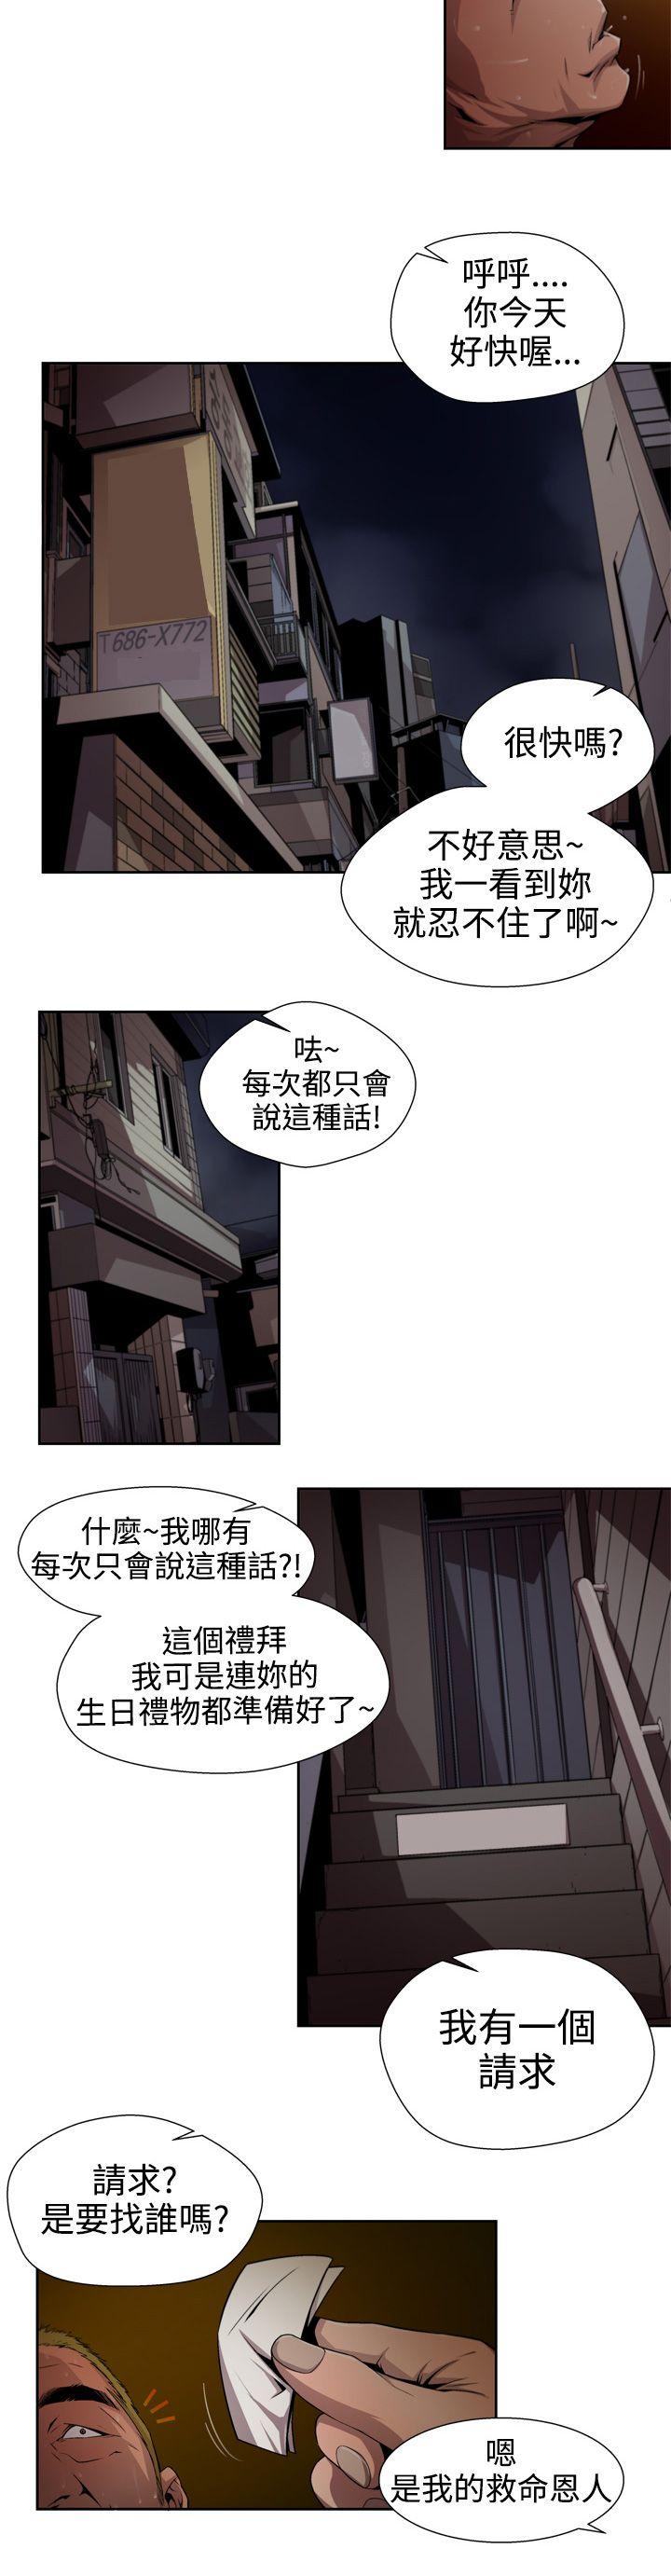 呼呼....
你今天
好快喔...
T686-X772
很快嗎?
不好意思~
我一看到妳
就忍不住了啊~
呿~
每次都只會
說這種話!
什麼~我哪有
每次只會說這種話?!
這個禮拜
我可是連妳的
生日禮物都準備好了~
我有一個
請求
請求?
是要找誰嗎?
嗯
是我的救命恩人